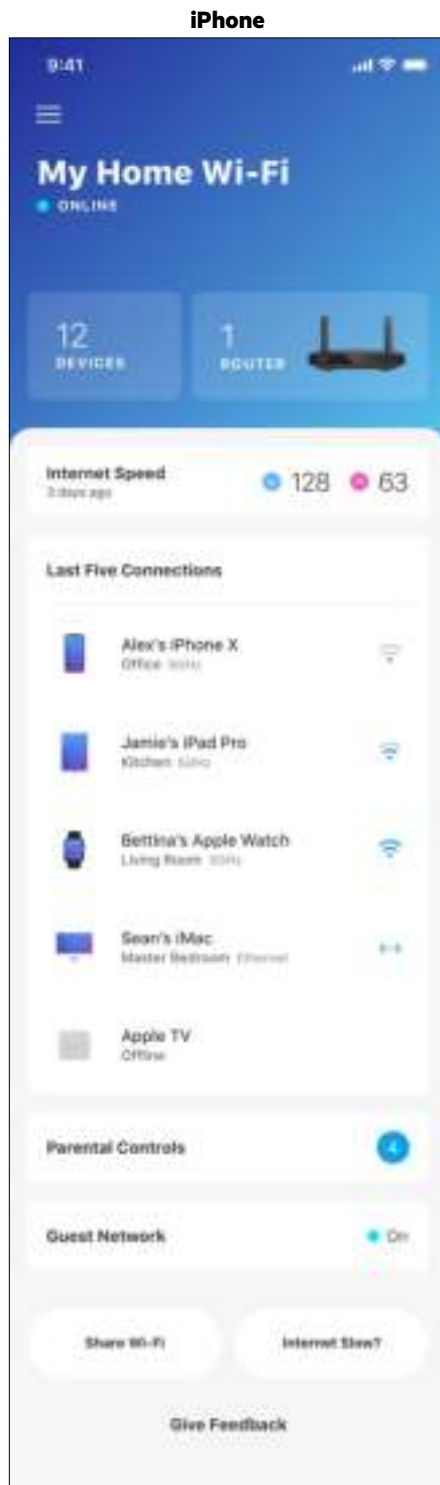 iPhone
9:41
My Home Wi-Fi
ONLINE
12
DEVICES
1
ROUTER
Internet Speed
3 days ago
128
63
Last Five Connections
Alex's iPhone X
Office
Jamie's iPad Pro
Kitchen
Bettina's Apple Watch
Living Room
Sean's iMac
Master Bedroom Ethernet
Apple TV
Offline
Parental Controls
4
Guest Network
On
Share Wi-Fi
Internet Slow?
Give Feedback